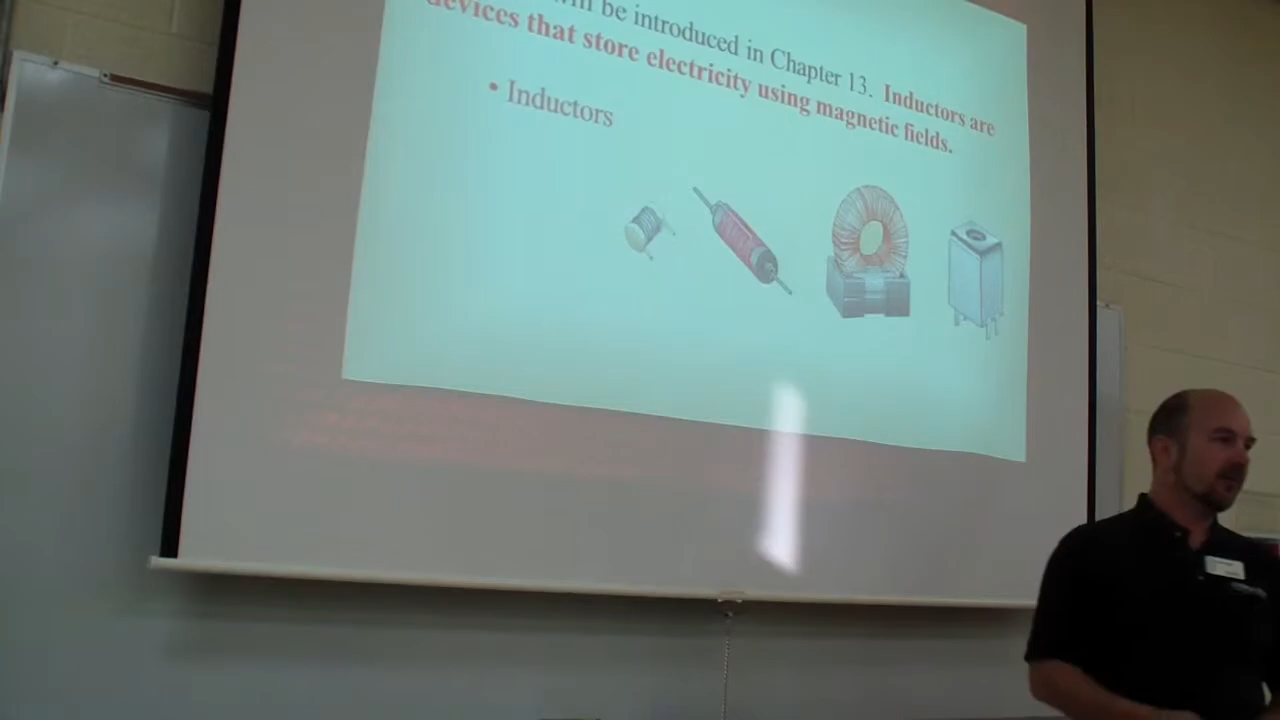 be introduced in Chapter 13. Inductors are
devices that store electricity using magnetic fields.
• Inductors